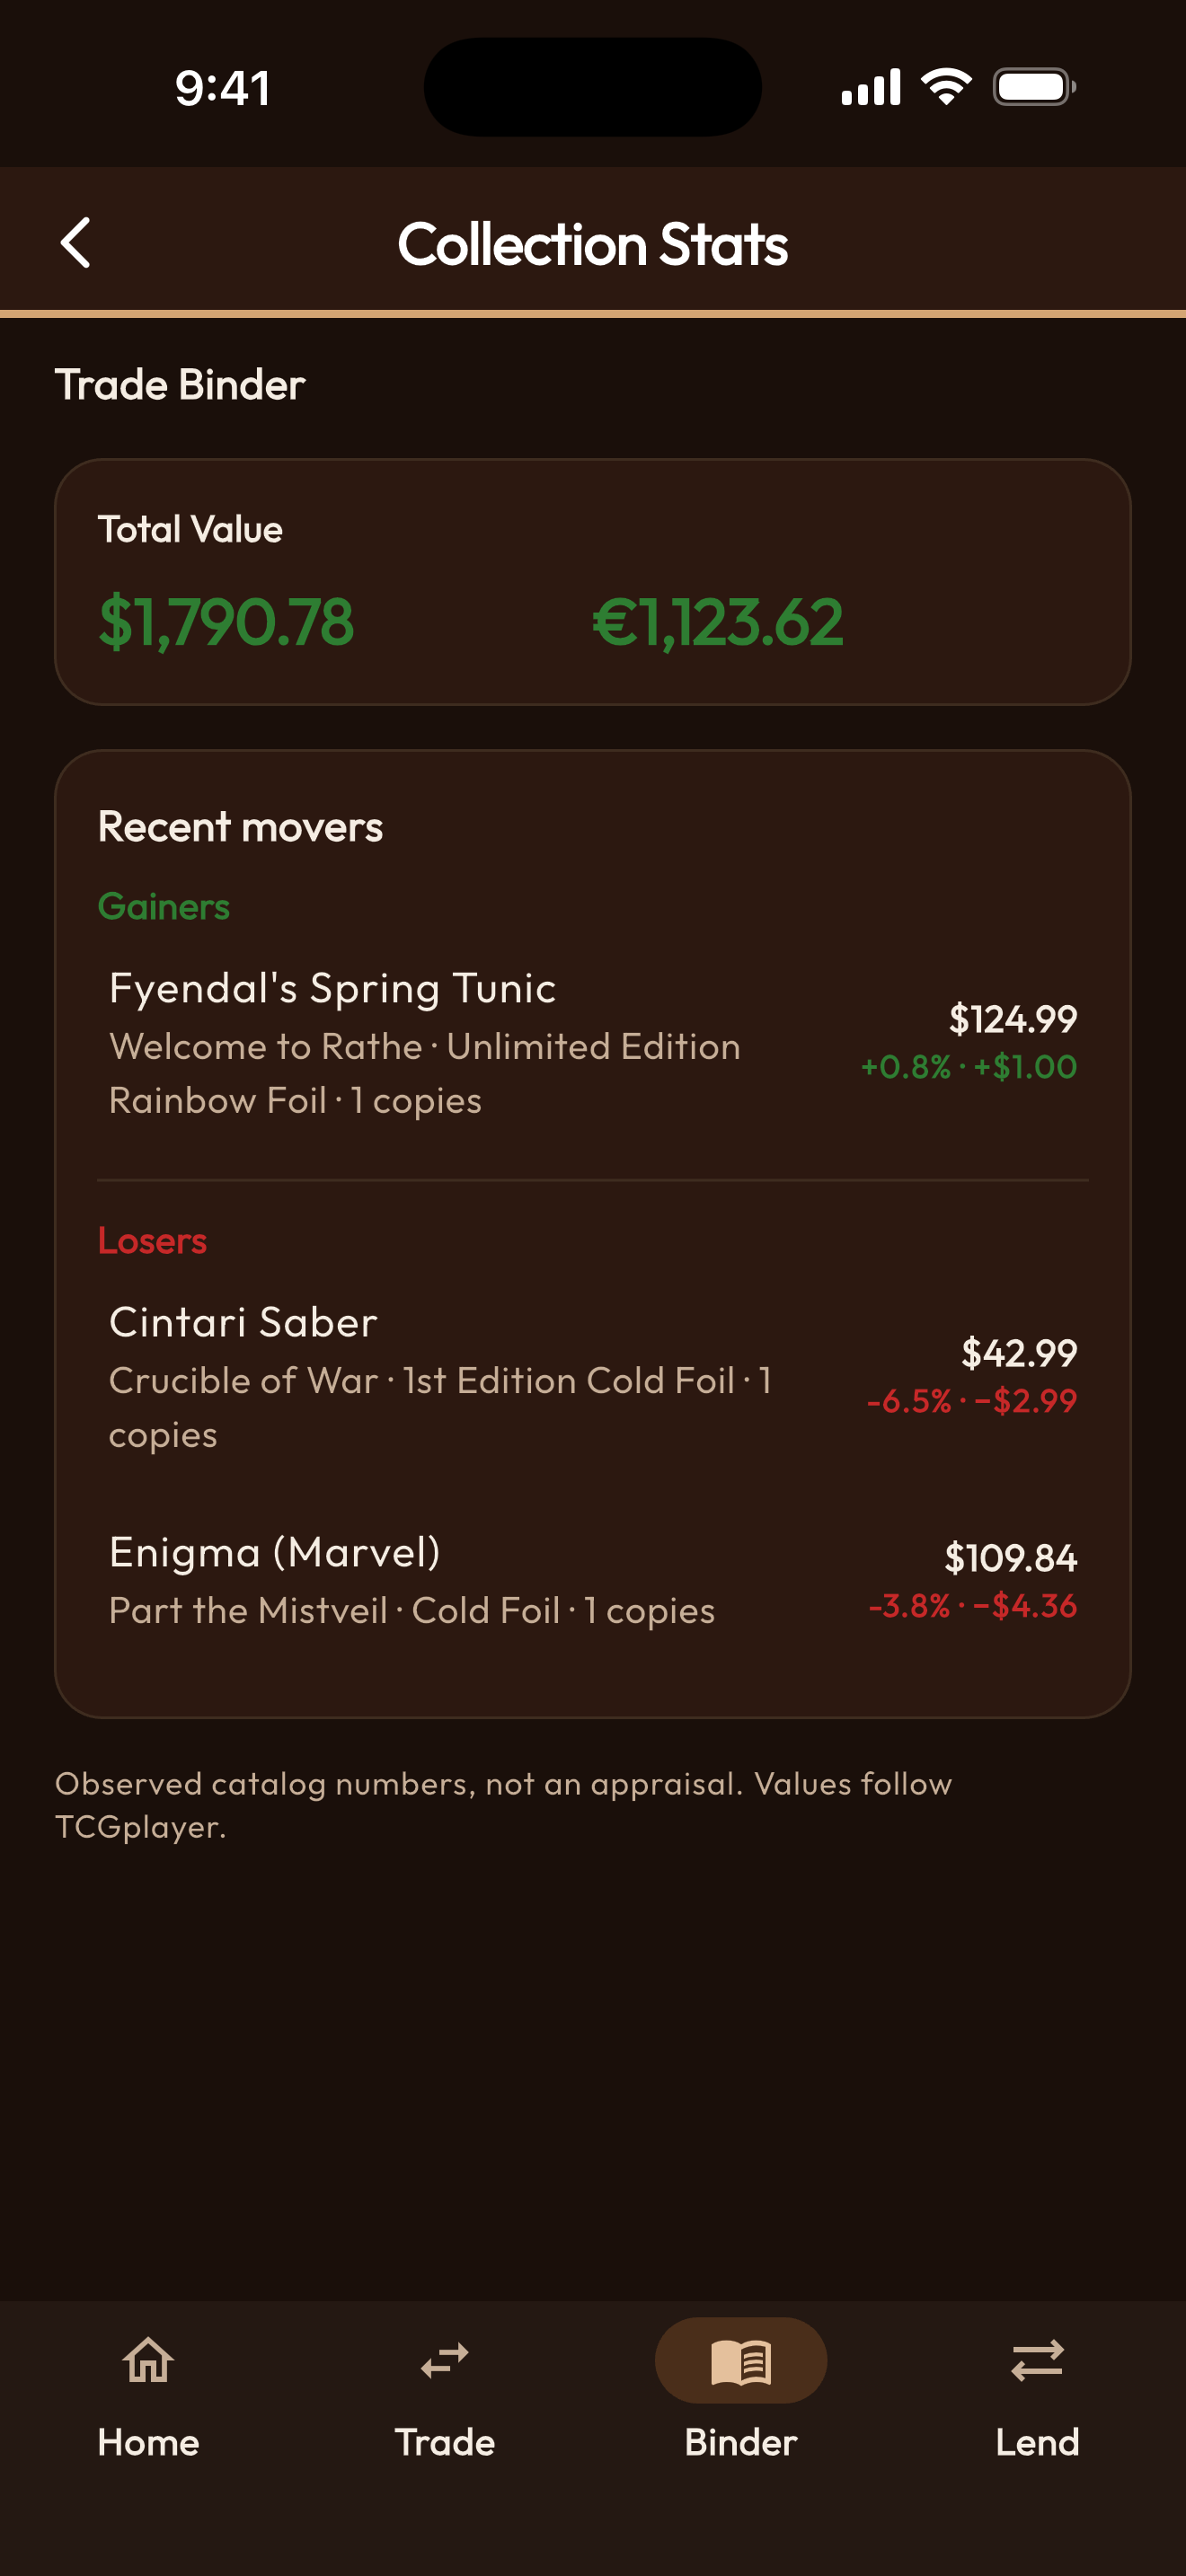 9:41
Collection Stats
Trade Binder
Total Value
$1,790.78 €1,123.62
Recent movers
Gainers
Fyendal's Spring Tunic
Welcome to Rathe · Unlimited Edition
Rainbow Foil · 1 copies
$124.99
+0.8% · +$1.00
Losers
Cintari Saber
Crucible of War · 1st Edition Cold Foil · 1
copies
$42.99
-6.5% · −$2.99
Enigma (Marvel)
Part the Mistveil · Cold Foil · 1 copies
$109.84
-3.8% · −$4.36
Observed catalog numbers, not an appraisal. Values follow
TCGplayer.
Home Trade Binder Lend